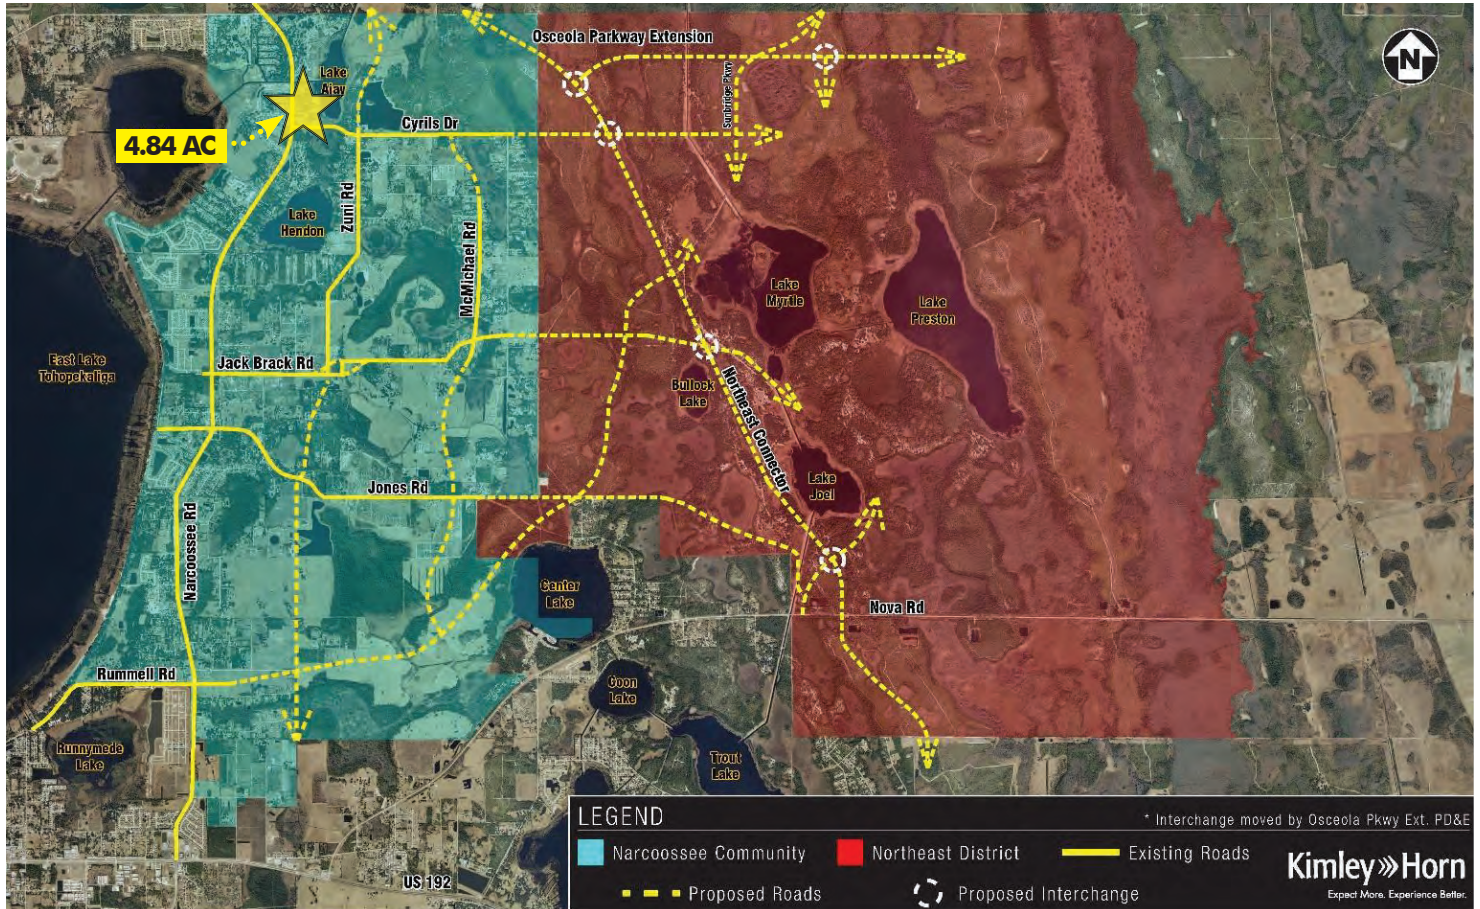 Osceola Parkway Extension
N
Lake
Ajay
Sunbridge Pkwy
4.84 AC
Cyrils Dr
Zuni Rd
Lake
Hendon
McMichael Rd
Lake
Myrtle
Lake
Preston
East Lake
Tohopekaliga
Jack Brack Rd
Bullock
Lake
Northeast Connector
Lake
Joel
Jones Rd
Narcoossee Rd
Center
Lake
Nova Rd
Rummell Rd
Coon
Lake
Runnymede
Lake
Trout
Lake
US 192
LEGEND
* Interchange moved by Osceola Pkwy Ext. PD&E
Narcoossee Community
Northeast District
Existing Roads
Proposed Roads
Proposed Interchange
Kimley»Horn
Expect More. Experience Better.